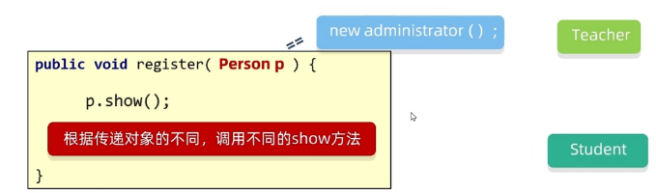 new administrator ( ) ;
Teacher
==
public void register( Person p ) {
p.show();
根据传递对象的不同，调用不同的show方法
Student
}